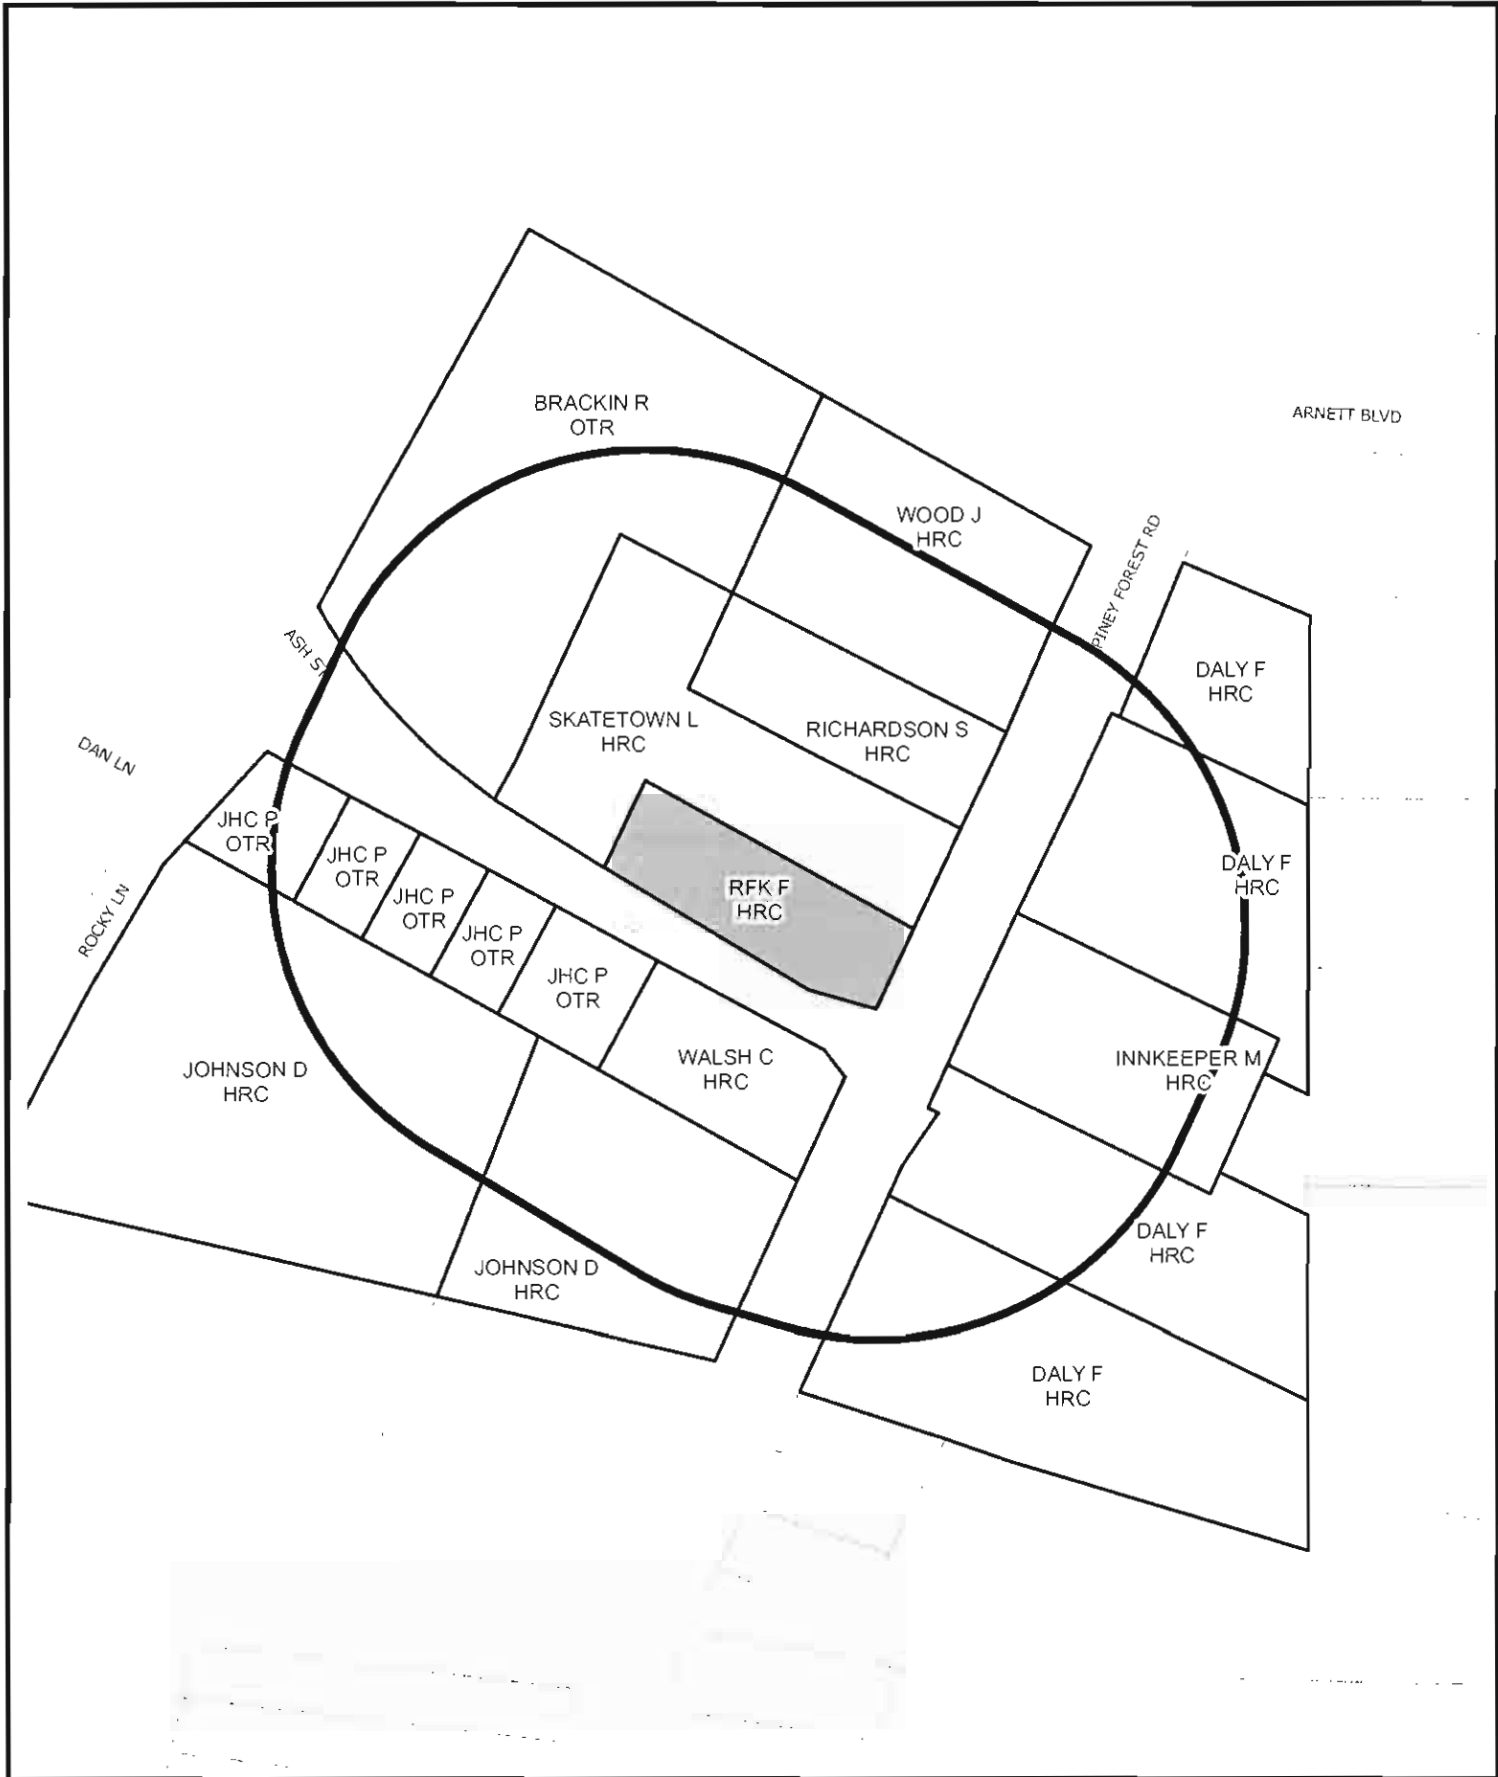 BRACKIN R
OTR
ARNETT BLVD
WOOD J
HRC
PINEY FOREST RD
ASH ST
DALY F
HRC
SKATETOWN L
HRC
RICHARDSON S
HRC
DAN LN
JHC P
OTR
JHC P
OTR
JHC P
OTR
JHC P
OTR
JHC P
OTR
RFK F
HRC
DALY F
HRC
ROCKY LN
JOHNSON D
HRC
WALSH C
HRC
INNKEEPER M
HRC
DALY F
HRC
JOHNSON D
HRC
DALY F
HRC